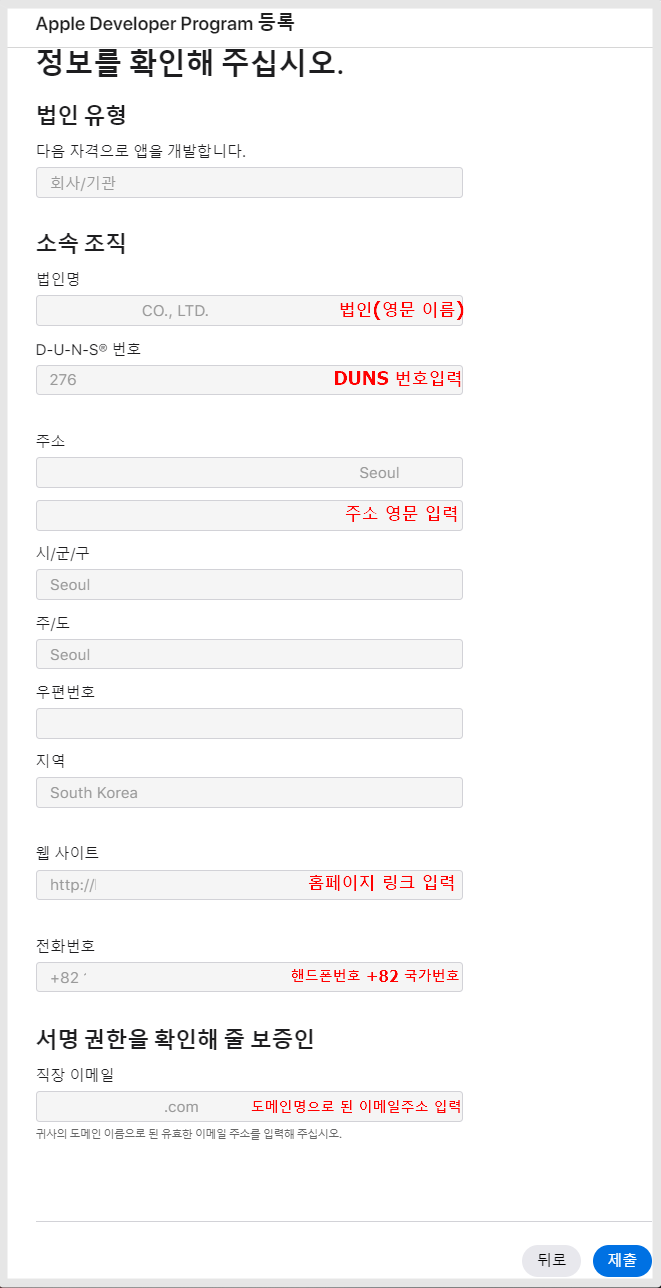 Apple Developer Program 등록
정보를 확인해 주십시오.
법인 유형
다음 자격으로 앱을 개발합니다.
회사/기관
소속 조직
법인명
CO., LTD. 법인(영문 이름)
D-U-N-S® 번호
276 DUNS 번호입력
주소
Seoul
주소 영문 입력
시/군/구
Seoul
주/도
Seoul
우편번호
지역
South Korea
웹 사이트
http:// 홈페이지 링크 입력
전화번호
+82 핸드폰번호 +82 국가번호
서명 권한을 확인해 줄 보증인
직장 이메일
.com 도메인명으로 된 이메일주소 입력
귀사의 도메인 이름으로 된 유효한 이메일 주소를 입력해 주십시오.
뒤로 제출